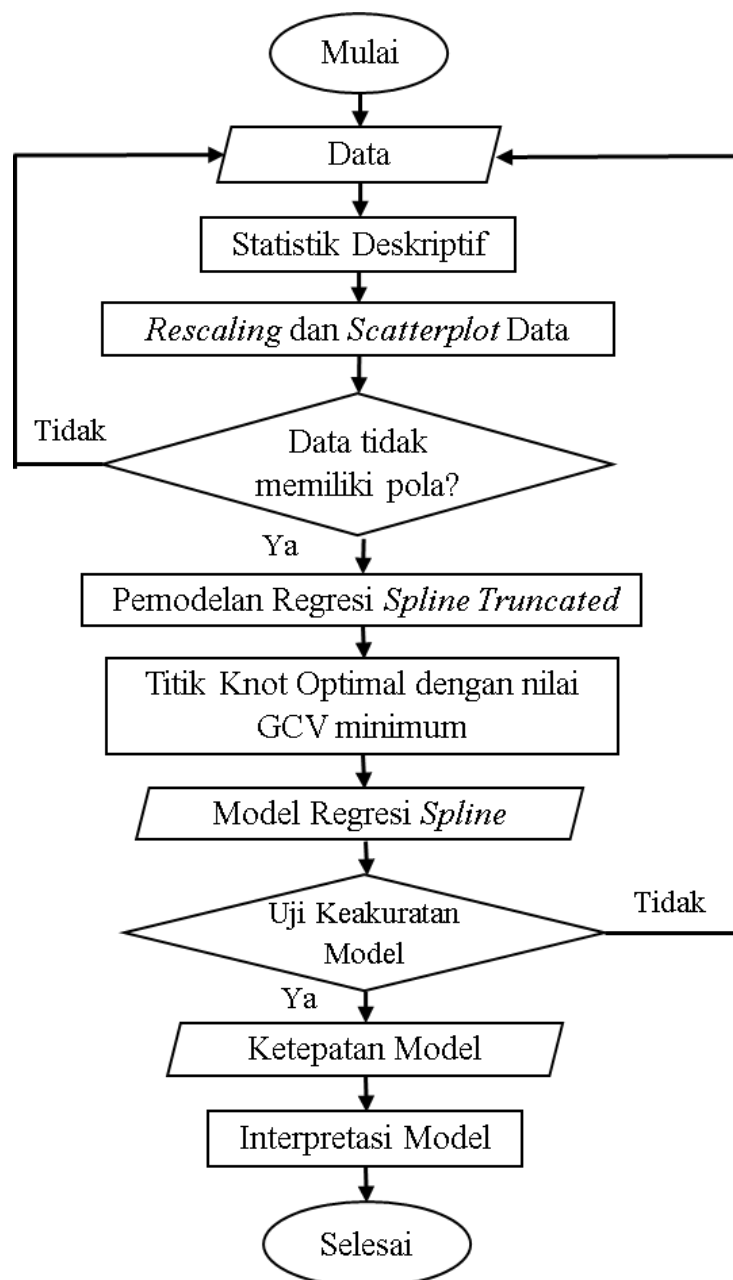 Mulai
Data
Statistik Deskriptif
Rescaling dan Scatterplot Data
Tidak
Data tidak
memiliki pola?
Ya
Pemodelan Regresi Spline Truncated
Titik Knot Optimal dengan nilai
GCV minimum
Model Regresi Spline
Uji Keakuratan
Model
Tidak
Ya
Ketepatan Model
Interpretasi Model
Selesai